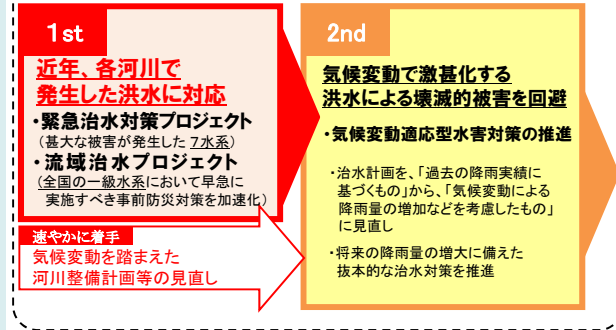 1st
近年、各河川で
発生した洪水に対応
・緊急治水対策プロジェクト
(甚大な被害が発生した 7水系)
・流域治水プロジェクト
(全国の一級水系において早急に
実施すべき事前防災対策を加速化)
速やかに着手
気候変動を踏まえた
河川整備計画等の見直し
2nd
気候変動で激甚化する
洪水による壊滅的被害を回避
・気候変動適応型水害対策の推進
・治水計画を、「過去の降雨実績に
基づくもの」から、「気候変動による
降雨量の増加などを考慮したもの」
に見直し
・将来の降雨量の増大に備えた
抜本的な治水対策を推進